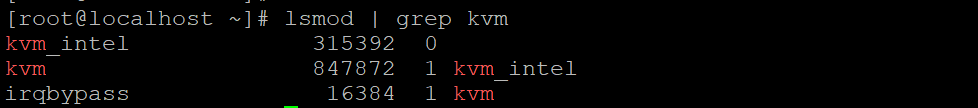 [root@localhost ~]# lsmod | grep kvm
kvm_intel             315392  0
kvm                   847872  1 kvm_intel
irqbypass              16384  1 kvm